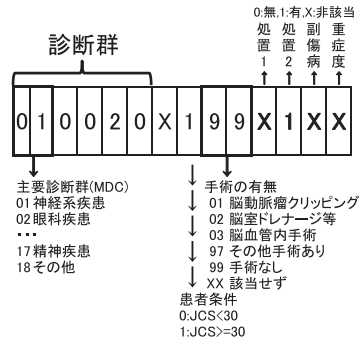 0:無,1:有,X:非該当
処置1
処置2
副傷病
重症度
診断群
0 1 0 0 2 0 X 1 9 9 X 1 X X
主要診断群(MDC)
01 神経系疾患
02 眼科疾患
・・・
17 精神疾患
18 その他
手術の有無
01 脳動脈瘤クリッピング
02 脳室ドレナージ等
03 脳血管内手術
97 その他手術あり
99 手術なし
XX 該当せず
患者条件
0:JCS<30
1:JCS>=30